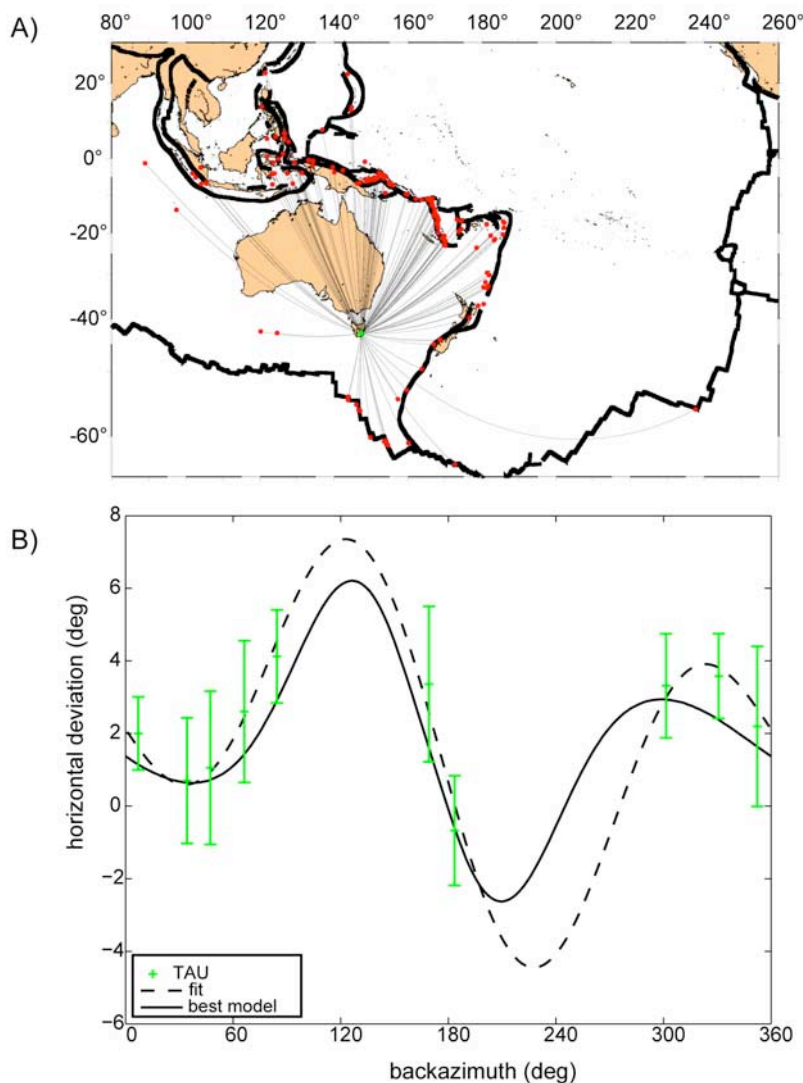 A)
80° 100° 120° 140° 160° 180° 200° 220° 240° 260°
20°
0°
-20°
-40°
-60°
B)
8
6
4
2
0
−2
−4
−6
horizontal deviation (deg)
TAU
fit
best model
0 60 120 180 240 300 360
backazimuth (deg)